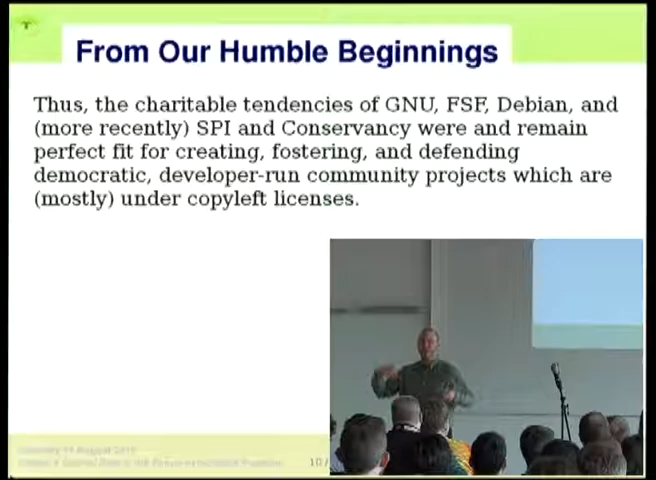 From Our Humble Beginnings
Thus, the charitable tendencies of GNU, FSF, Debian, and
(more recently) SPI and Conservancy were and remain
perfect fit for creating, fostering, and defending
democratic, developer-run community projects which are
(mostly) under copyleft licenses.
10/